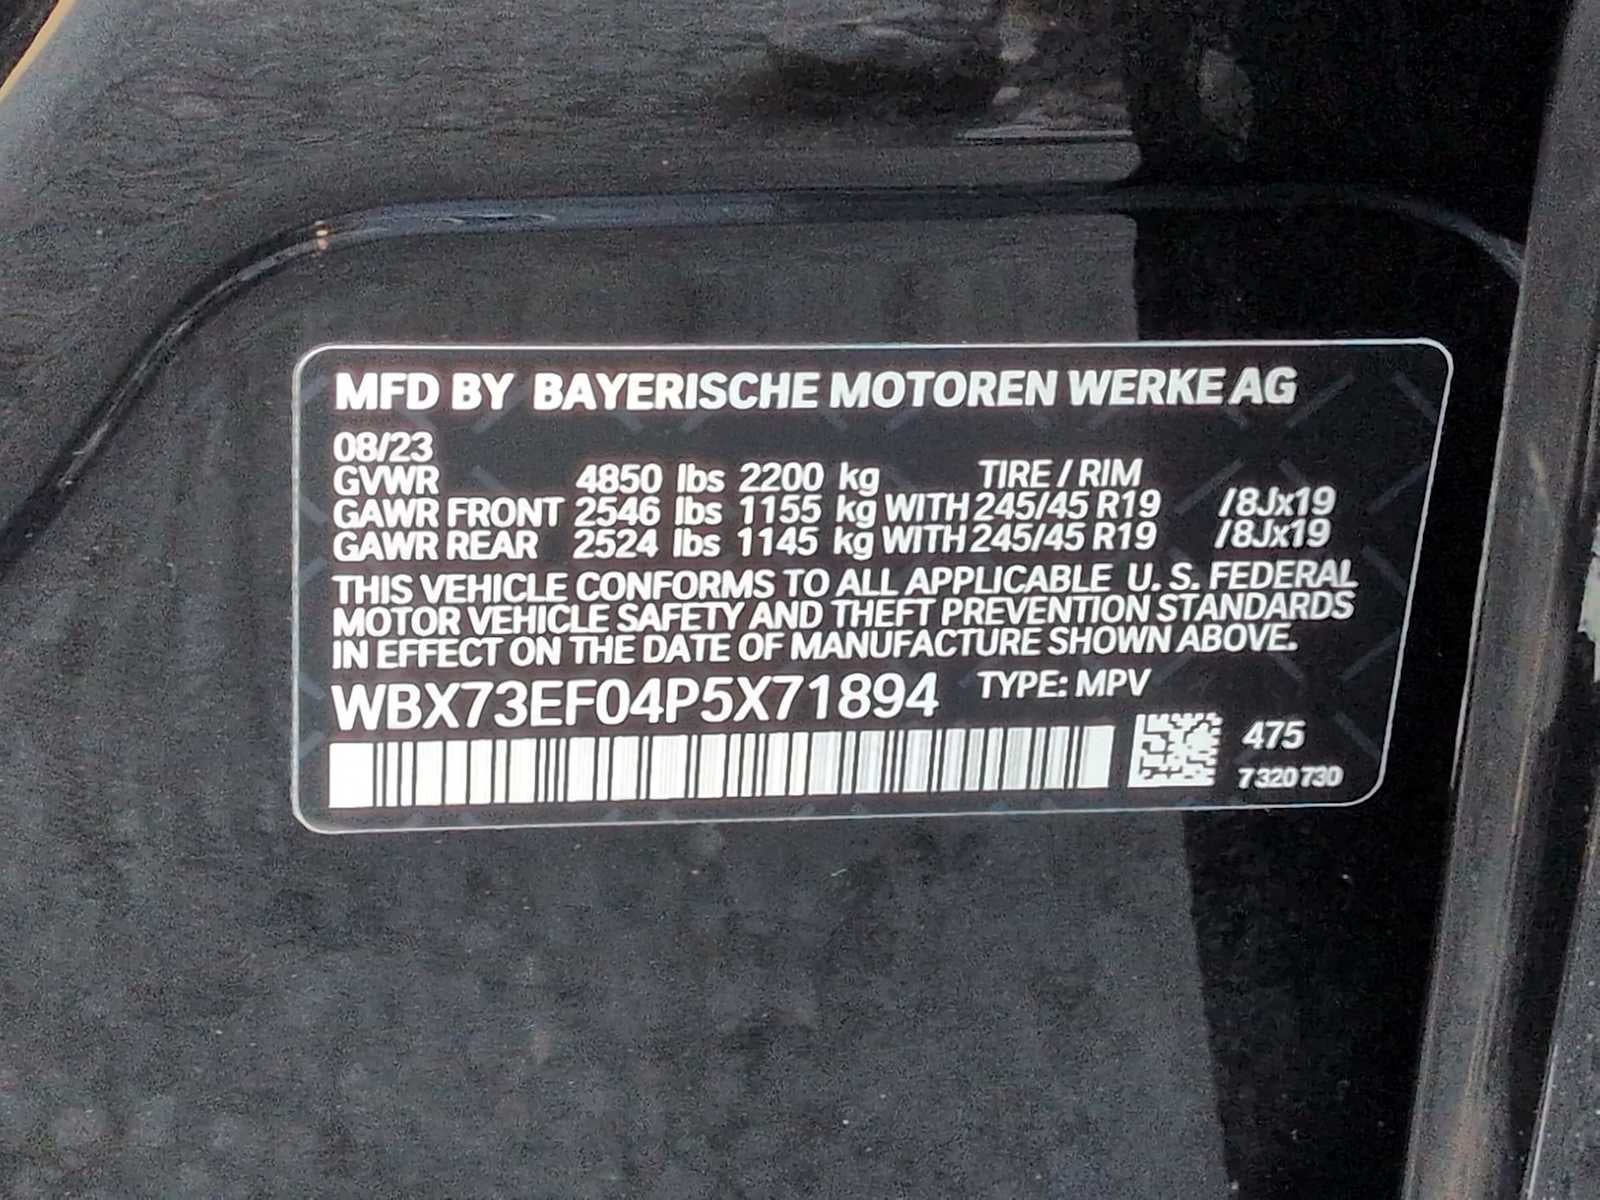 MFD BY BAYERISCHE MOTOREN WERKE AG
08/23
GVWR 4850 lbs 2200 kg TIRE / RIM
GAWR FRONT 2546 lbs 1155 kg WITH 245/45 R19 /8Jx19
GAWR REAR 2524 lbs 1145 kg WITH 245/45 R19 /8Jx19
THIS VEHICLE CONFORMS TO ALL APPLICABLE U. S. FEDERAL
MOTOR VEHICLE SAFETY AND THEFT PREVENTION STANDARDS
IN EFFECT ON THE DATE OF MANUFACTURE SHOWN ABOVE.
WBX73EF04P5X71894 TYPE: MPV
475
7 320 730